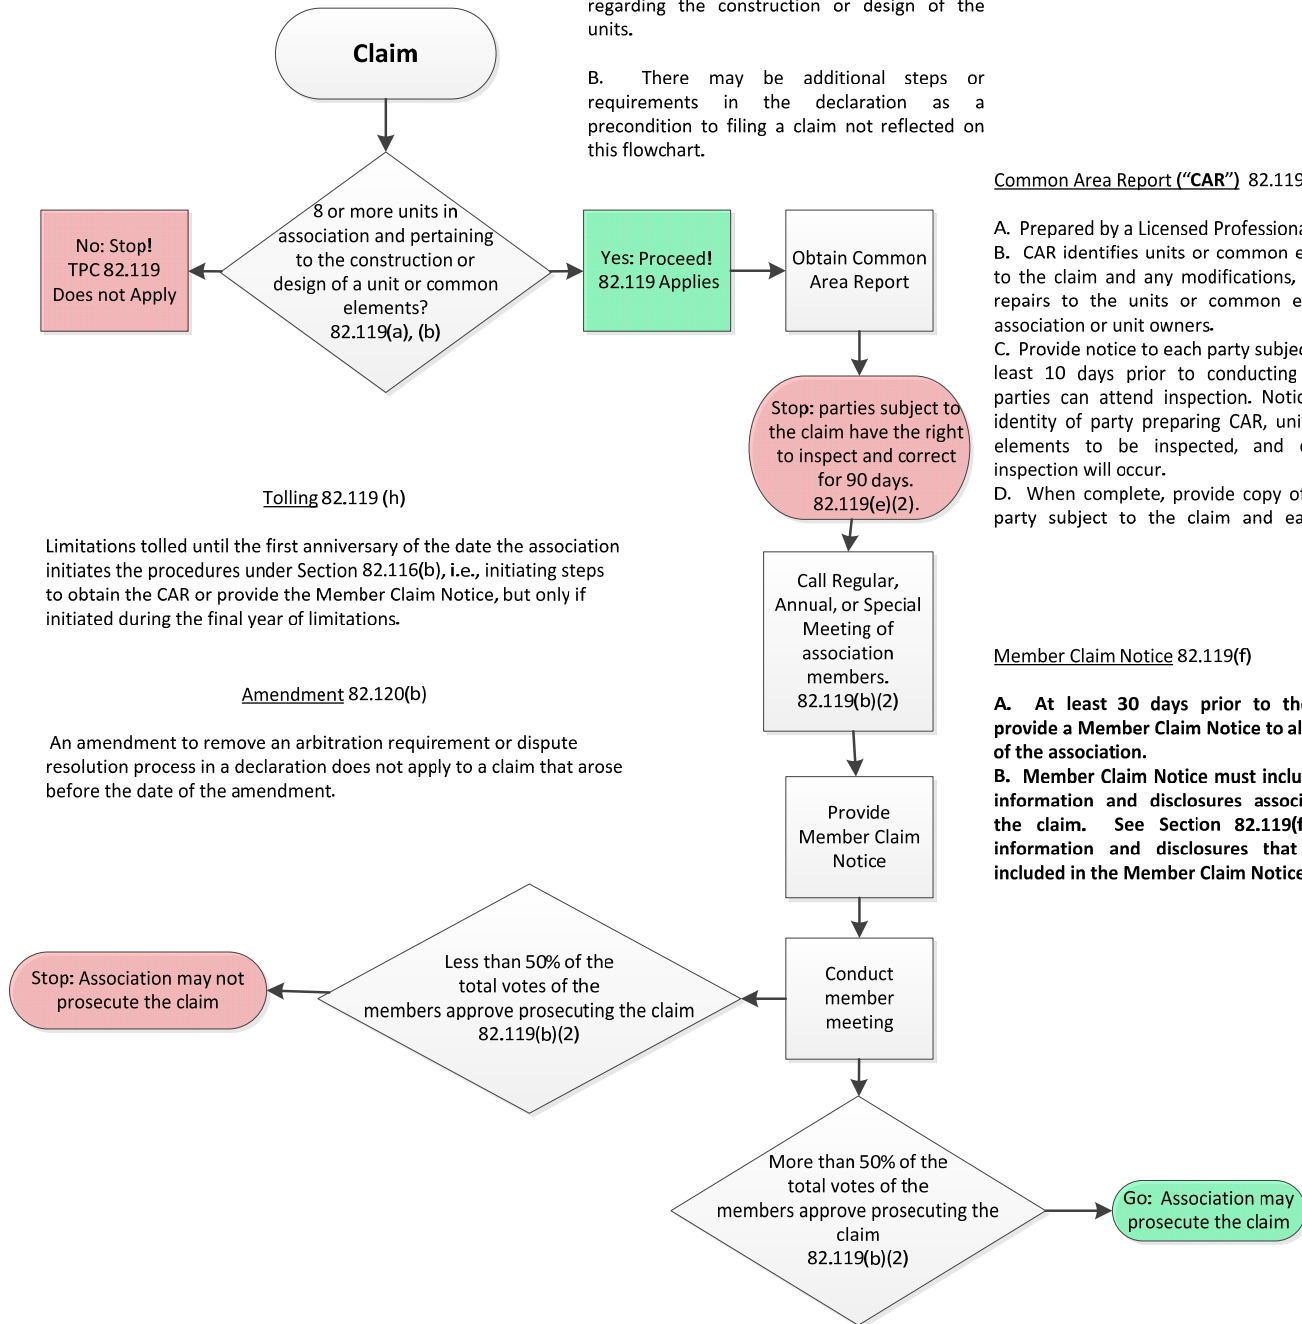 regarding the construction or design of the
units.
B. There may be additional steps or
requirements in the declaration as a
precondition to filing a claim not reflected on
this flowchart.
Claim
8 or more units in
association and pertaining
to the construction or
design of a unit or common
elements?
82.119(a), (b)
No: Stop!
TPC 82.119
Does not Apply
Yes: Proceed!
82.119 Applies
Obtain Common
Area Report
Common Area Report ("CAR") 82.119
A. Prepared by a Licensed Professiona
B. CAR identifies units or common e
to the claim and any modifications,
repairs to the units or common e
association or unit owners.
C. Provide notice to each party subjec
least 10 days prior to conducting
parties can attend inspection. Notic
identity of party preparing CAR, uni
elements to be inspected, and
inspection will occur.
D. When complete, provide copy of
party subject to the claim and ea
Stop: parties subject to
the claim have the right
to inspect and correct
for 90 days.
82.119(e)(2).
Tolling 82.119 (h)
Limitations tolled until the first anniversary of the date the association
initiates the procedures under Section 82.116(b), i.e., initiating steps
to obtain the CAR or provide the Member Claim Notice, but only if
initiated during the final year of limitations.
Call Regular,
Annual, or Special
Meeting of
association
members.
82.119(b)(2)
Amendment 82.120(b)
An amendment to remove an arbitration requirement or dispute
resolution process in a declaration does not apply to a claim that arose
before the date of the amendment.
Member Claim Notice 82.119(f)
A. At least 30 days prior to the
provide a Member Claim Notice to al
of the association.
B. Member Claim Notice must inclu
information and disclosures associ
the claim. See Section 82.119(f
information and disclosures that
included in the Member Claim Notice
Provide
Member Claim
Notice
Conduct
member
meeting
Less than 50% of the
total votes of the
members approve prosecuting the claim
82.119(b)(2)
Stop: Association may not
prosecute the claim
More than 50% of the
total votes of the
members approve prosecuting the
claim
82.119(b)(2)
Go: Association may
prosecute the claim